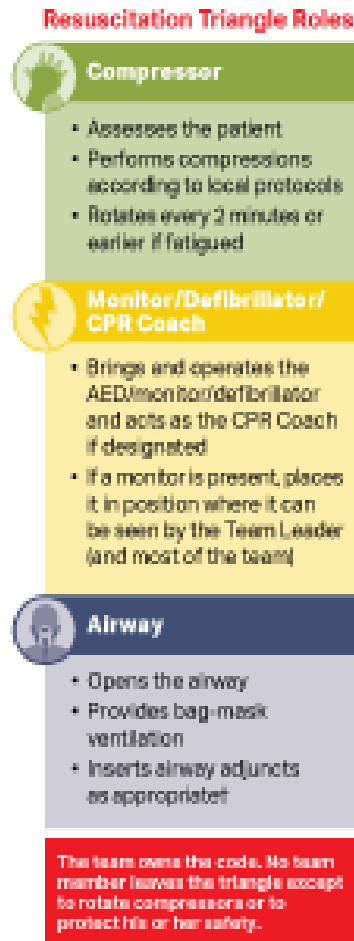 Resuscitation Triangle Roles
Compressor
• Assesses the patient
• Performs compressions
according to local protocols
• Rotates every 2 minutes or
earlier if fatigued
Monitor/Defibrillator/
CPR Coach
• Brings and operates the
AED/monitor/defibrillator
and acts as the CPR Coach
if designated
• If a monitor is present, places
it in position where it can
be seen by the Team Leader
(and most of the team)
Airway
• Opens the airway
• Provides bag-mask
ventilation
• Inserts airway adjuncts
as appropriate†
The team owns the code. No team
member leaves the triangle except
to rotate compressors or to
protect his or her safety.